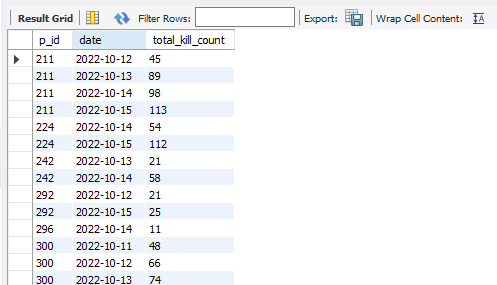 Result Grid Filter Rows: Export: Wrap Cell Content:
p_id date total_kill_count
211 2022-10-12 45
211 2022-10-13 89
211 2022-10-14 98
211 2022-10-15 113
224 2022-10-14 54
224 2022-10-15 112
242 2022-10-13 21
242 2022-10-14 58
292 2022-10-12 21
292 2022-10-15 25
296 2022-10-14 11
300 2022-10-11 48
300 2022-10-12 66
300 2022-10-13 74